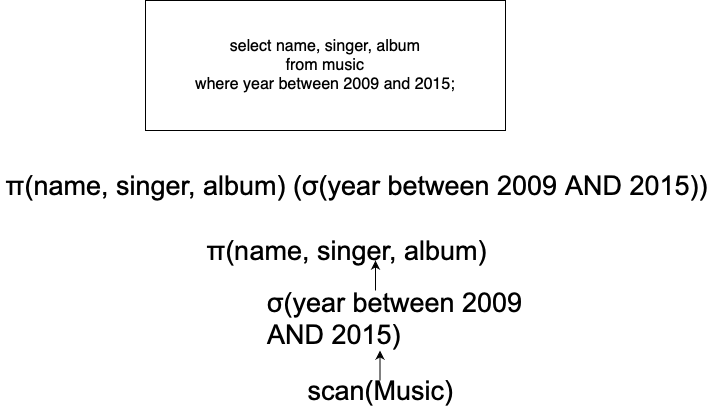 select name, singer, album
from music
where year between 2009 and 2015;
π(name, singer, album) (σ(year between 2009 AND 2015))
π(name, singer, album)
σ(year between 2009
AND 2015)
scan(Music)